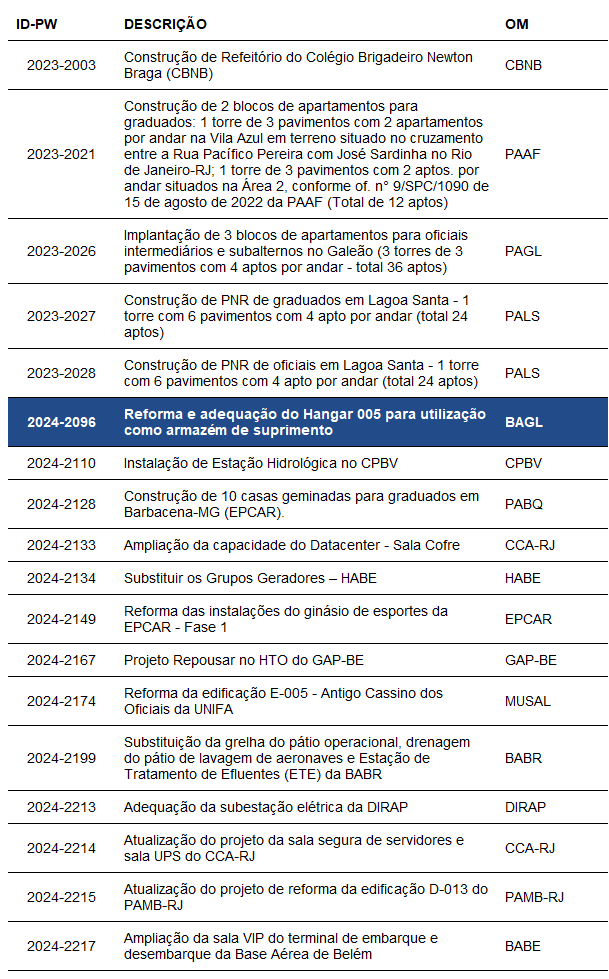 ID-PW DESCRIÇÃO OM
2023-2003 Construção de Refeitório do Colégio Brigadeiro Newton
Braga (CBNB) CBNB
2023-2021 Construção de 2 blocos de apartamentos para
graduados: 1 torre de 3 pavimentos com 2 apartamentos
por andar na Vila Azul em terreno situado no cruzamento
entre a Rua Pacífico Pereira com José Sardinha no Rio
de Janeiro-RJ; 1 torre de 3 pavimentos com 2 aptos. por
andar situados na Área 2, conforme of. n° 9/SPC/1090 de
15 de agosto de 2022 da PAAF (Total de 12 aptos) PAAF
2023-2026 Implantação de 3 blocos de apartamentos para oficiais
intermediários e subalternos no Galeão (3 torres de 3
pavimentos com 4 aptos por andar - total 36 aptos) PAGL
2023-2027 Construção de PNR de graduados em Lagoa Santa - 1
torre com 6 pavimentos com 4 apto por andar (total 24
aptos) PALS
2023-2028 Construção de PNR de oficiais em Lagoa Santa - 1 torre
com 6 pavimentos com 4 apto por andar (total 24 aptos) PALS
2024-2096 Reforma e adequação do Hangar 005 para utilização
como armazém de suprimento BAGL
2024-2110 Instalação de Estação Hidrológica no CPBV CPBV
2024-2128 Construção de 10 casas geminadas para graduados em
Barbacena-MG (EPCAR). PABQ
2024-2133 Ampliação da capacidade do Datacenter - Sala Cofre CCA-RJ
2024-2134 Substituir os Grupos Geradores – HABE HABE
2024-2149 Reforma das instalações do ginásio de esportes da
EPCAR - Fase 1 EPCAR
2024-2167 Projeto Repousar no HTO do GAP-BE GAP-BE
2024-2174 Reforma da edificação E-005 - Antigo Cassino dos
Oficiais da UNIFA MUSAL
2024-2199 Substituição da grelha do pátio operacional, drenagem
do pátio de lavagem de aeronaves e Estação de
Tratamento de Efluentes (ETE) da BABR BABR
2024-2213 Adequação da subestação elétrica da DIRAP DIRAP
2024-2214 Atualização do projeto da sala segura de servidores e
sala UPS do CCA-RJ CCA-RJ
2024-2215 Atualização do projeto de reforma da edificação D-013 do
PAMB-RJ PAMB-RJ
2024-2217 Ampliação da sala VIP do terminal de embarque e
desembarque da Base Aérea de Belém BABE